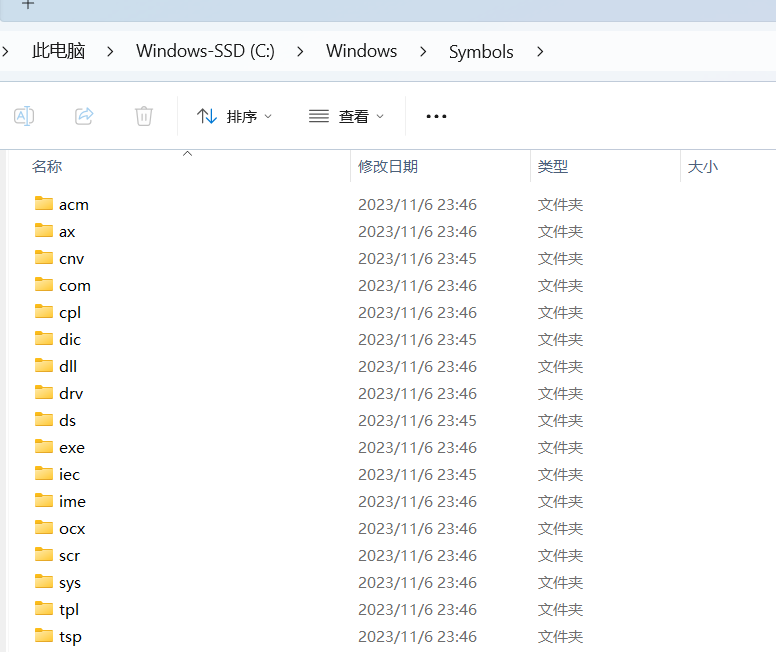 此电脑 > Windows-SSD (C:) > Windows > Symbols >
排序 查看
名称 修改日期 类型 大小
acm 2023/11/6 23:46 文件夹
ax 2023/11/6 23:46 文件夹
cnv 2023/11/6 23:45 文件夹
com 2023/11/6 23:46 文件夹
cpl 2023/11/6 23:46 文件夹
dic 2023/11/6 23:45 文件夹
dll 2023/11/6 23:46 文件夹
drv 2023/11/6 23:46 文件夹
ds 2023/11/6 23:45 文件夹
exe 2023/11/6 23:46 文件夹
iec 2023/11/6 23:45 文件夹
ime 2023/11/6 23:46 文件夹
ocx 2023/11/6 23:46 文件夹
scr 2023/11/6 23:46 文件夹
sys 2023/11/6 23:46 文件夹
tpl 2023/11/6 23:46 文件夹
tsp 2023/11/6 23:46 文件夹